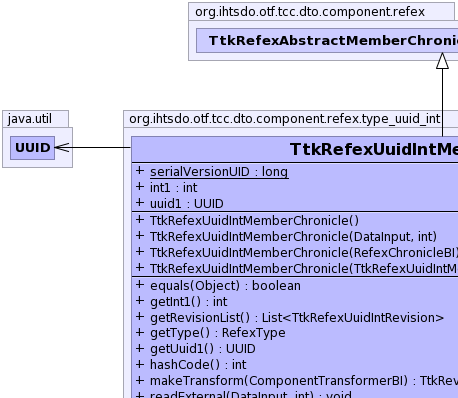 org.ihtsdo.otf.tcc.dto.component.refex
TtkRefexAbstractMemberChronic
java.util
UUID
org.ihtsdo.otf.tcc.dto.component.refex.type_uuid_int
TtkRefexUuidIntMe
+ serialVersionUID : long
+ int1 : int
+ uuid1 : UUID
+ TtkRefexUuidIntMemberChronicle()
+ TtkRefexUuidIntMemberChronicle(DataInput, int)
+ TtkRefexUuidIntMemberChronicle(RefexChronicleBI)
+ TtkRefexUuidIntMemberChronicle(TtkRefexUuidIntM
+ equals(Object) : boolean
+ getInt1() : int
+ getRevisionList() : List<TtkRefexUuidIntRevision>
+ getType() : RefexType
+ getUuid1() : UUID
+ hashCode() : int
+ makeTransform(ComponentTransformerBI) : TtkRev
+ readExternal(DataInput, int) : void